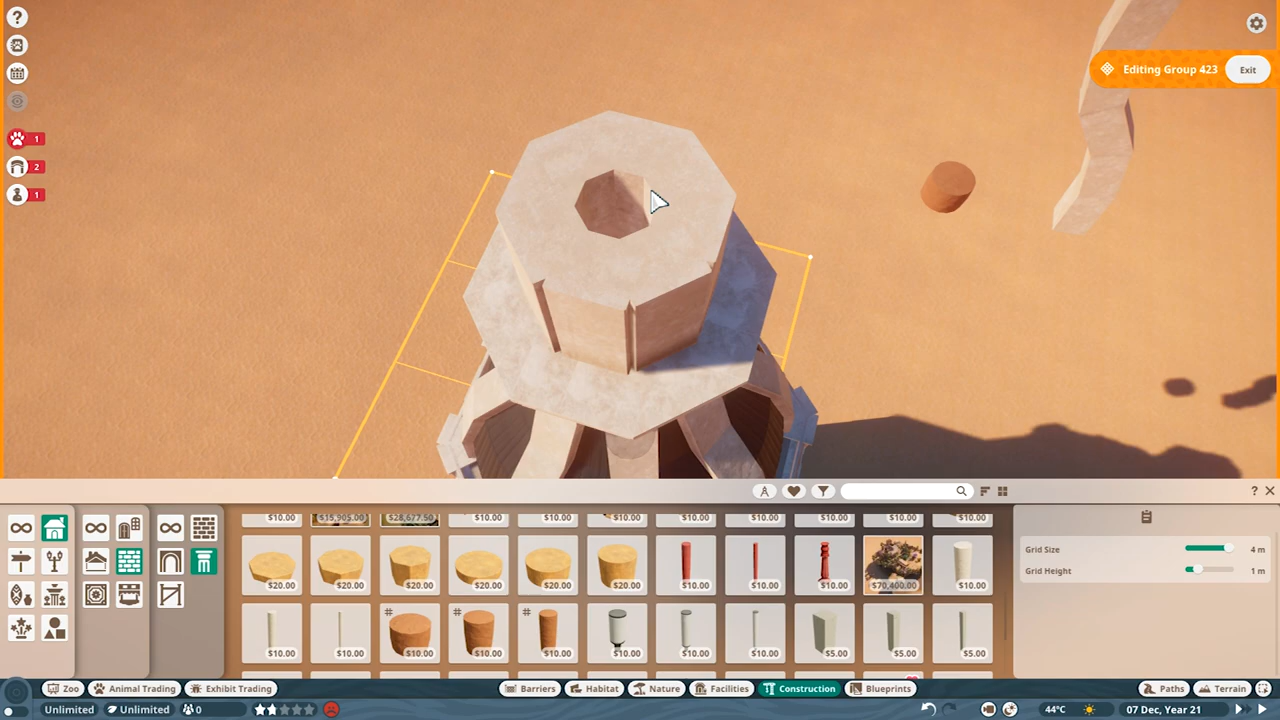 ?
Editing Group 423
Exit
1
2
1
? ×
$10.00 $15,905.00 $28,677.50 $10.00 $10.00 $10.00 $10.00 $10.00 $10.00 $10.00 $10.00
$20.00 $20.00 $20.00 $20.00 $20.00 $20.00 $10.00 $10.00 $10.00 $70,400.00 $10.00
# # #
$10.00 $10.00 $10.00 $10.00 $10.00 $10.00 $10.00 $10.00 $5.00 $5.00 $5.00
Grid Size 4 m
Grid Height 1 m
Zoo Animal Trading Exhibit Trading Barriers Habitat Nature Facilities Construction Blueprints Paths Terrain
Unlimited Unlimited 0 44°C 07 Dec, Year 21